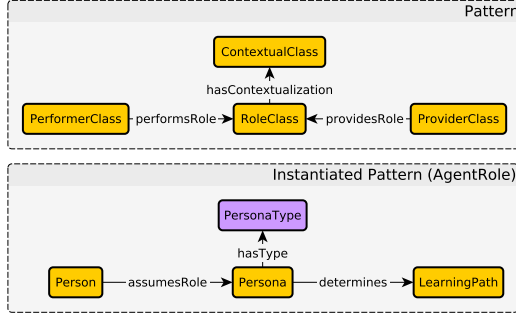 Pattern
ContextualClass
hasContextualization
PerformerClass performsRole RoleClass providesRole ProviderClass
Instantiated Pattern (AgentRole)
PersonaType
hasType
Person assumesRole Persona determines LearningPath